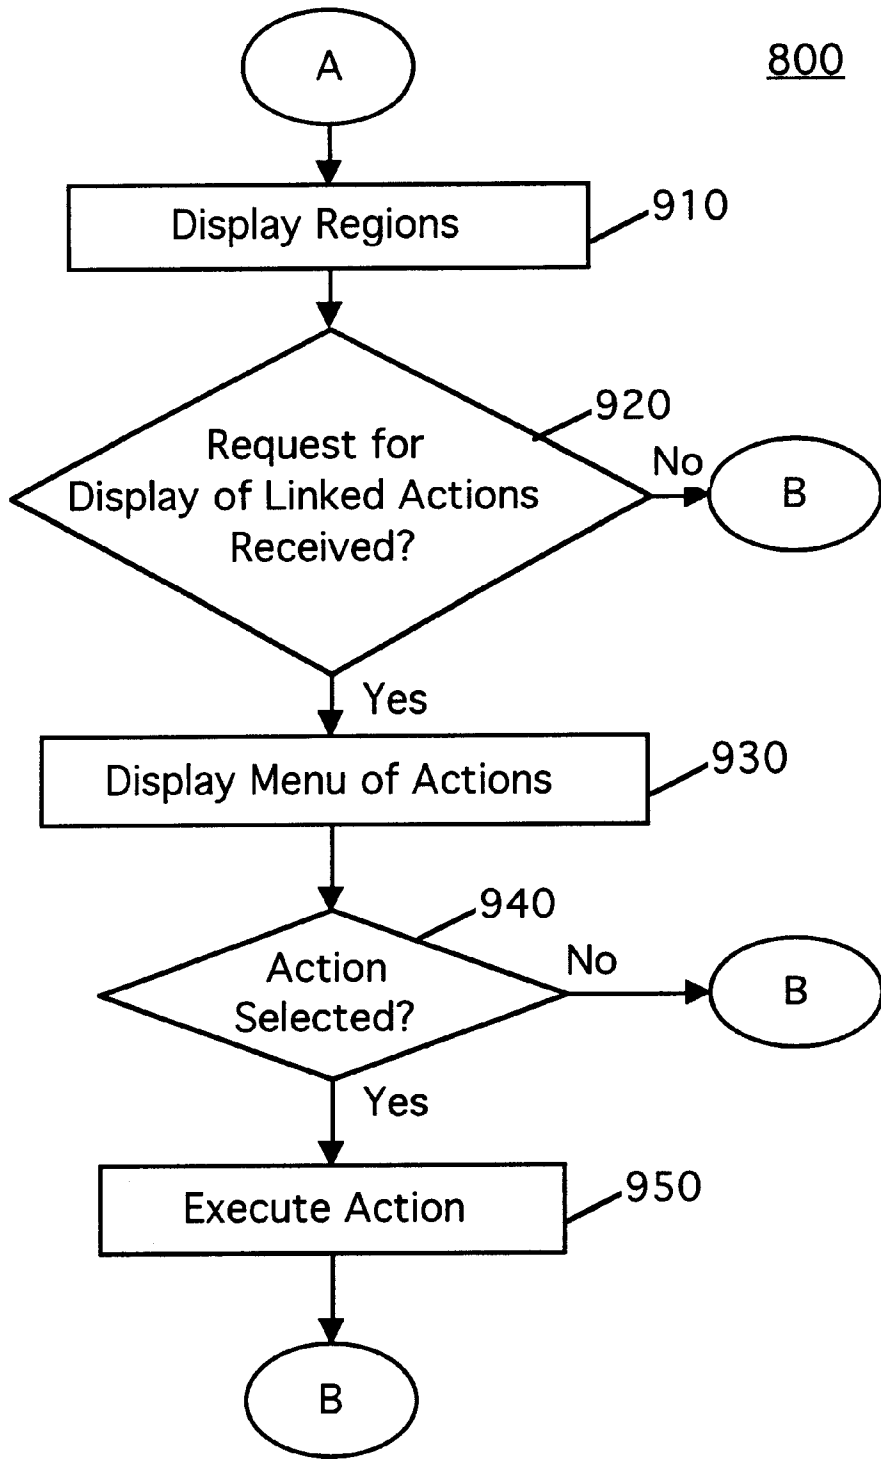 A
800
Display Regions
910
920
Request for
Display of Linked Actions
Received?
No
B
Yes
Display Menu of Actions
930
940
Action
Selected?
No
B
Yes
Execute Action
950
B